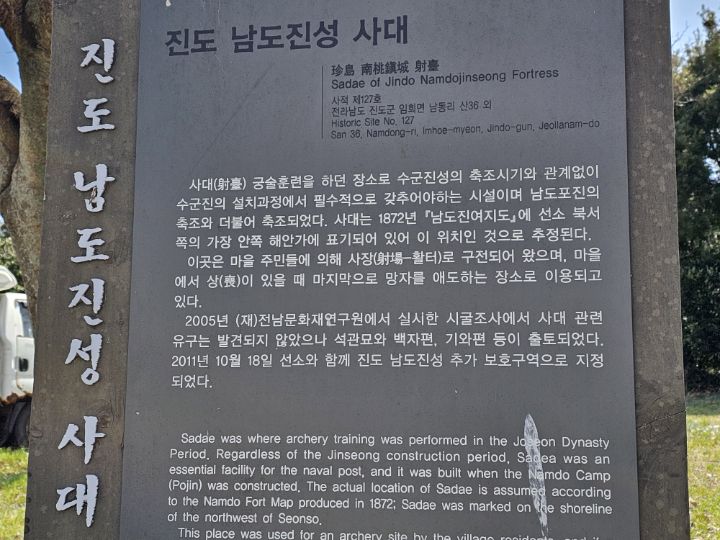 진도 남도진성 사대
진도 남도진성 사대
珍島 南桃鎭城 射臺
Sadae of Jindo Namdojinseong Fortress
사적 제127호
전라남도 진도군 임회면 남동리 신36 외
Historic Site No. 127
San 36, Namdong-ri, Imhoe-myeon, Jindo-gun, Jeollanam-do
사대(射臺) 궁술훈련을 하던 장소로 수군진성의 축조시기와 관계없이
수군진의 설치과정에서 필수적으로 갖추어야하는 시설이며 남도포진의
축조와 더불어 축조되었다. 사대는 1872년 『남도진여지도』에 선소 북서
쪽의 가장 안쪽 해안가에 표기되어 있어 이 위치인 것으로 추정된다.
이곳은 마을 주민들에 의해 사장(射場-활터)로 구전되어 왔으며, 마을
에서 상(喪)이 있을 때 마지막으로 망자를 애도하는 장소로 이용되고
있다.
2005년 (재)전남문화재연구원에서 실시한 시굴조사에서 사대 관련
유구는 발견되지 않았으나 석관묘와 백자편, 기와편 등이 출토되었다.
2011년 10월 18일 선소와 함께 진도 남도진성 추가 보호구역으로 지정
되었다.
Sadae was where archery training was performed in the Joseon Dynasty
Period. Regardless of the Jinseong construction period, Sadea was an
essential facility for the naval post, and it was built when the Namdo Camp
(Pojin) was constructed. The actual location of Sadae is assumed according
to the Namdo Fort Map produced in 1872; Sadae was marked on the shoreline
of the northwest of Seonso.
This place was used for an archery site by the village residents, and it